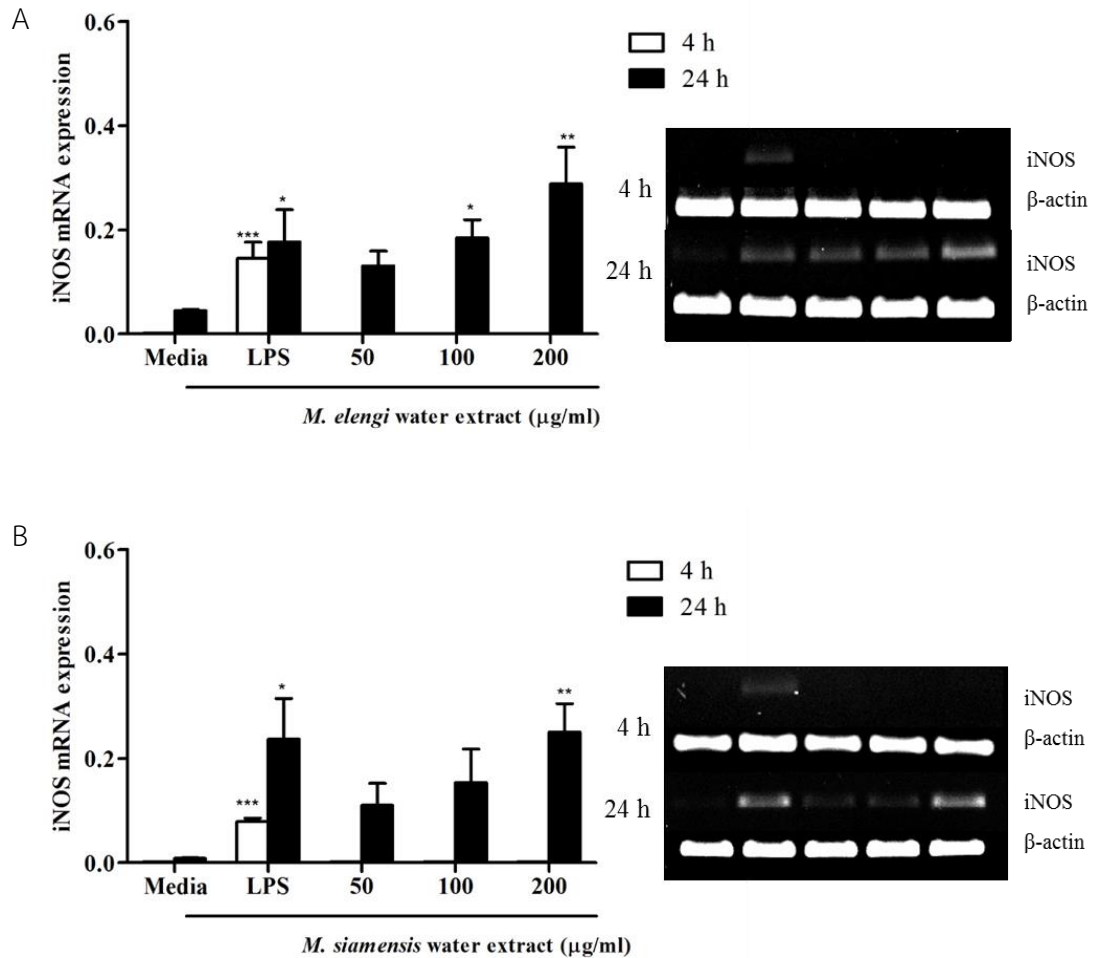 A
iNOS mRNA expression
0.6
0.4
0.2
0.0
***
*
*
**
Media LPS 50 100 200
M. elengi water extract (µg/ml)
4 h
24 h
4 h
24 h
iNOS
β-actin
iNOS
β-actin
B
iNOS mRNA expression
0.6
0.4
0.2
0.0
***
*
**
Media LPS 50 100 200
M. siamensis water extract (µg/ml)
4 h
24 h
4 h
24 h
iNOS
β-actin
iNOS
β-actin